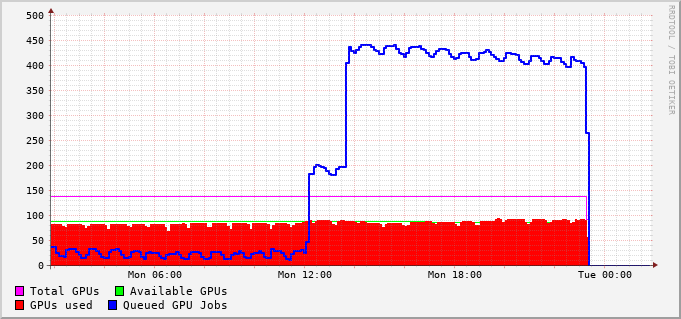 500
450
400
350
300
250
200
150
100
50
0
Mon 06:00 Mon 12:00 Mon 18:00 Tue 00:00
Total GPUs Available GPUs
GPUs used Queued GPU Jobs
RRDTOOL / TOBI OETIKER